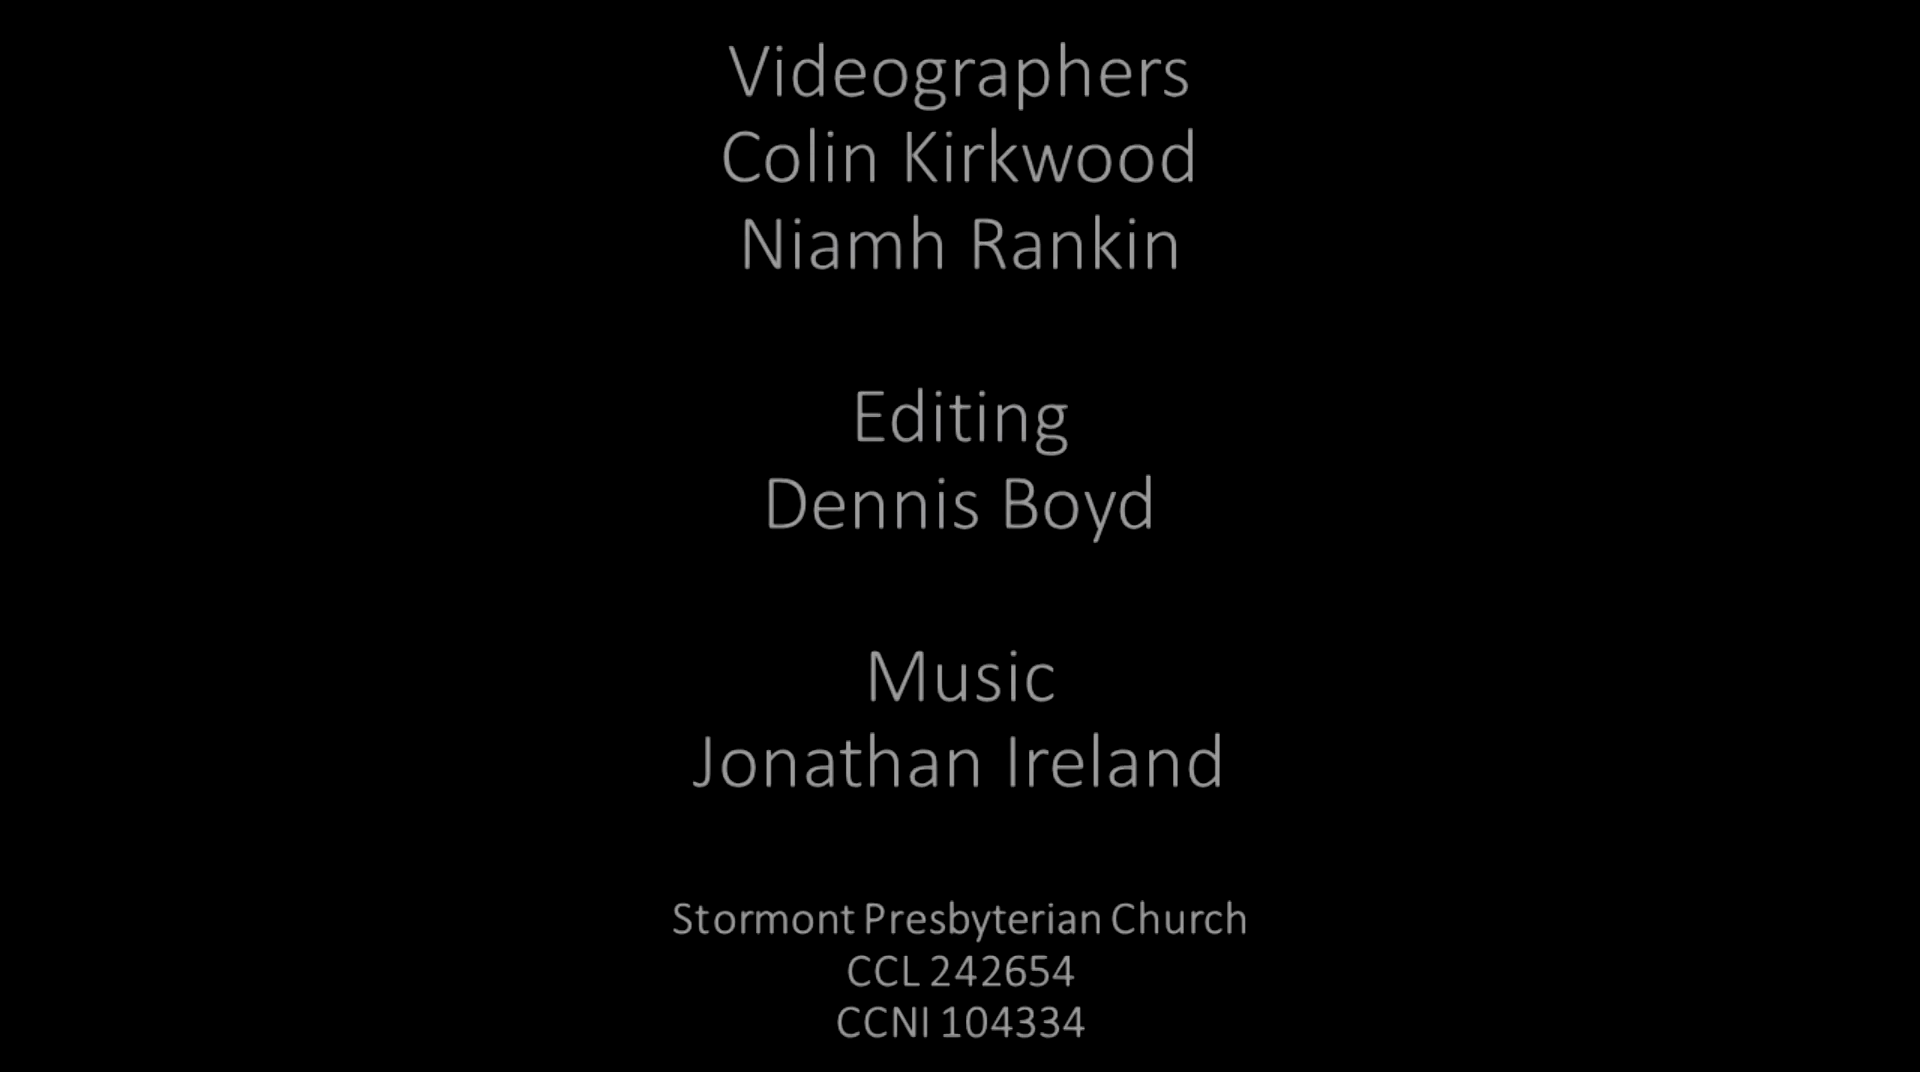 Videographers
Colin Kirkwood
Niamh Rankin
Editing
Dennis Boyd
Music
Jonathan Ireland
Stormont Presbyterian Church
CCL 242654
CCNI 104334